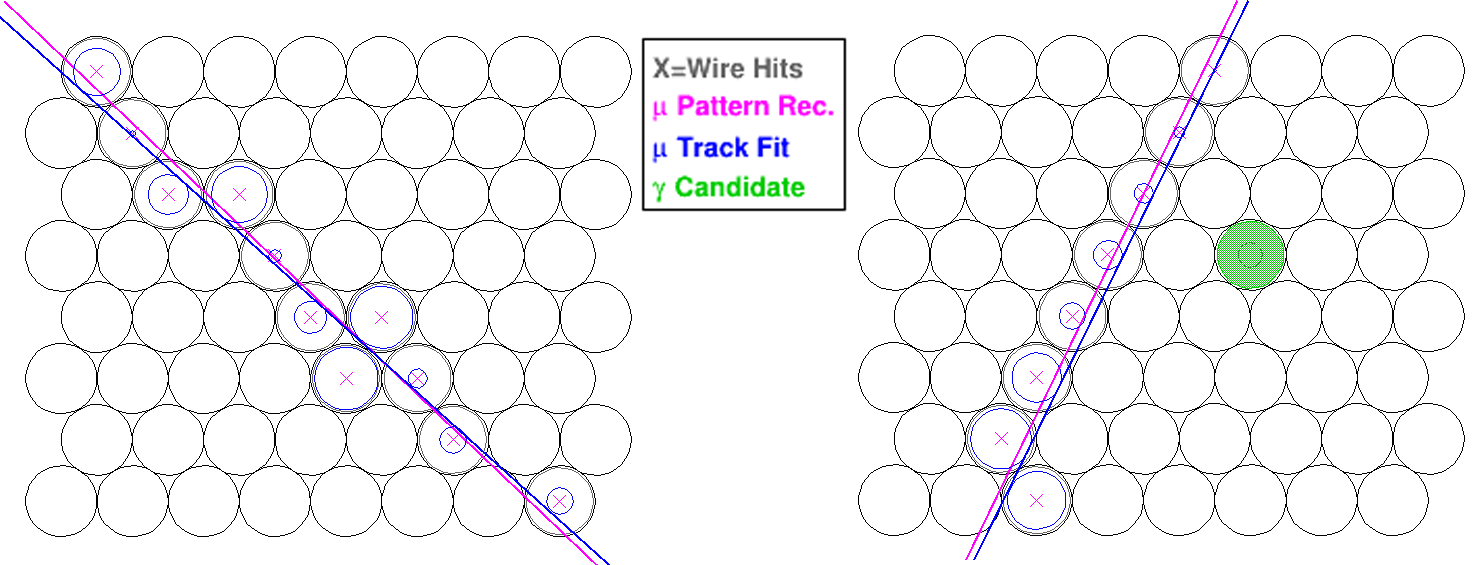 X=Wire Hits
μ Pattern Rec.
μ Track Fit
γ Candidate